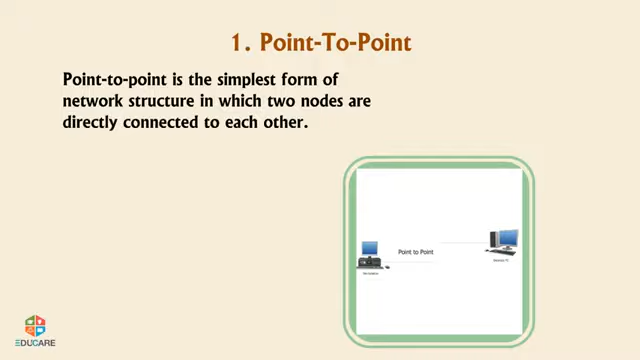 1. Point-To-Point
Point-to-point is the simplest form of
network structure in which two nodes are
directly connected to each other.
Point to Point
EDUCARE